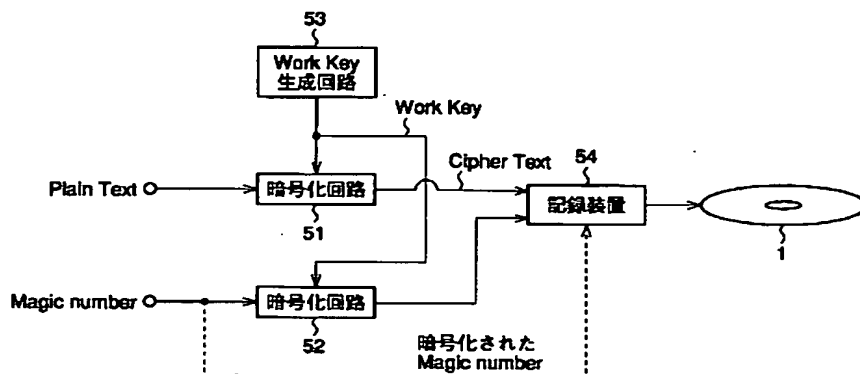 53
Work Key
生成回路
Work Key
Cipher Text
54
Plain Text
暗号化回路
記録装置
51
1
Magic number
暗号化回路
52
暗号化された
Magic number